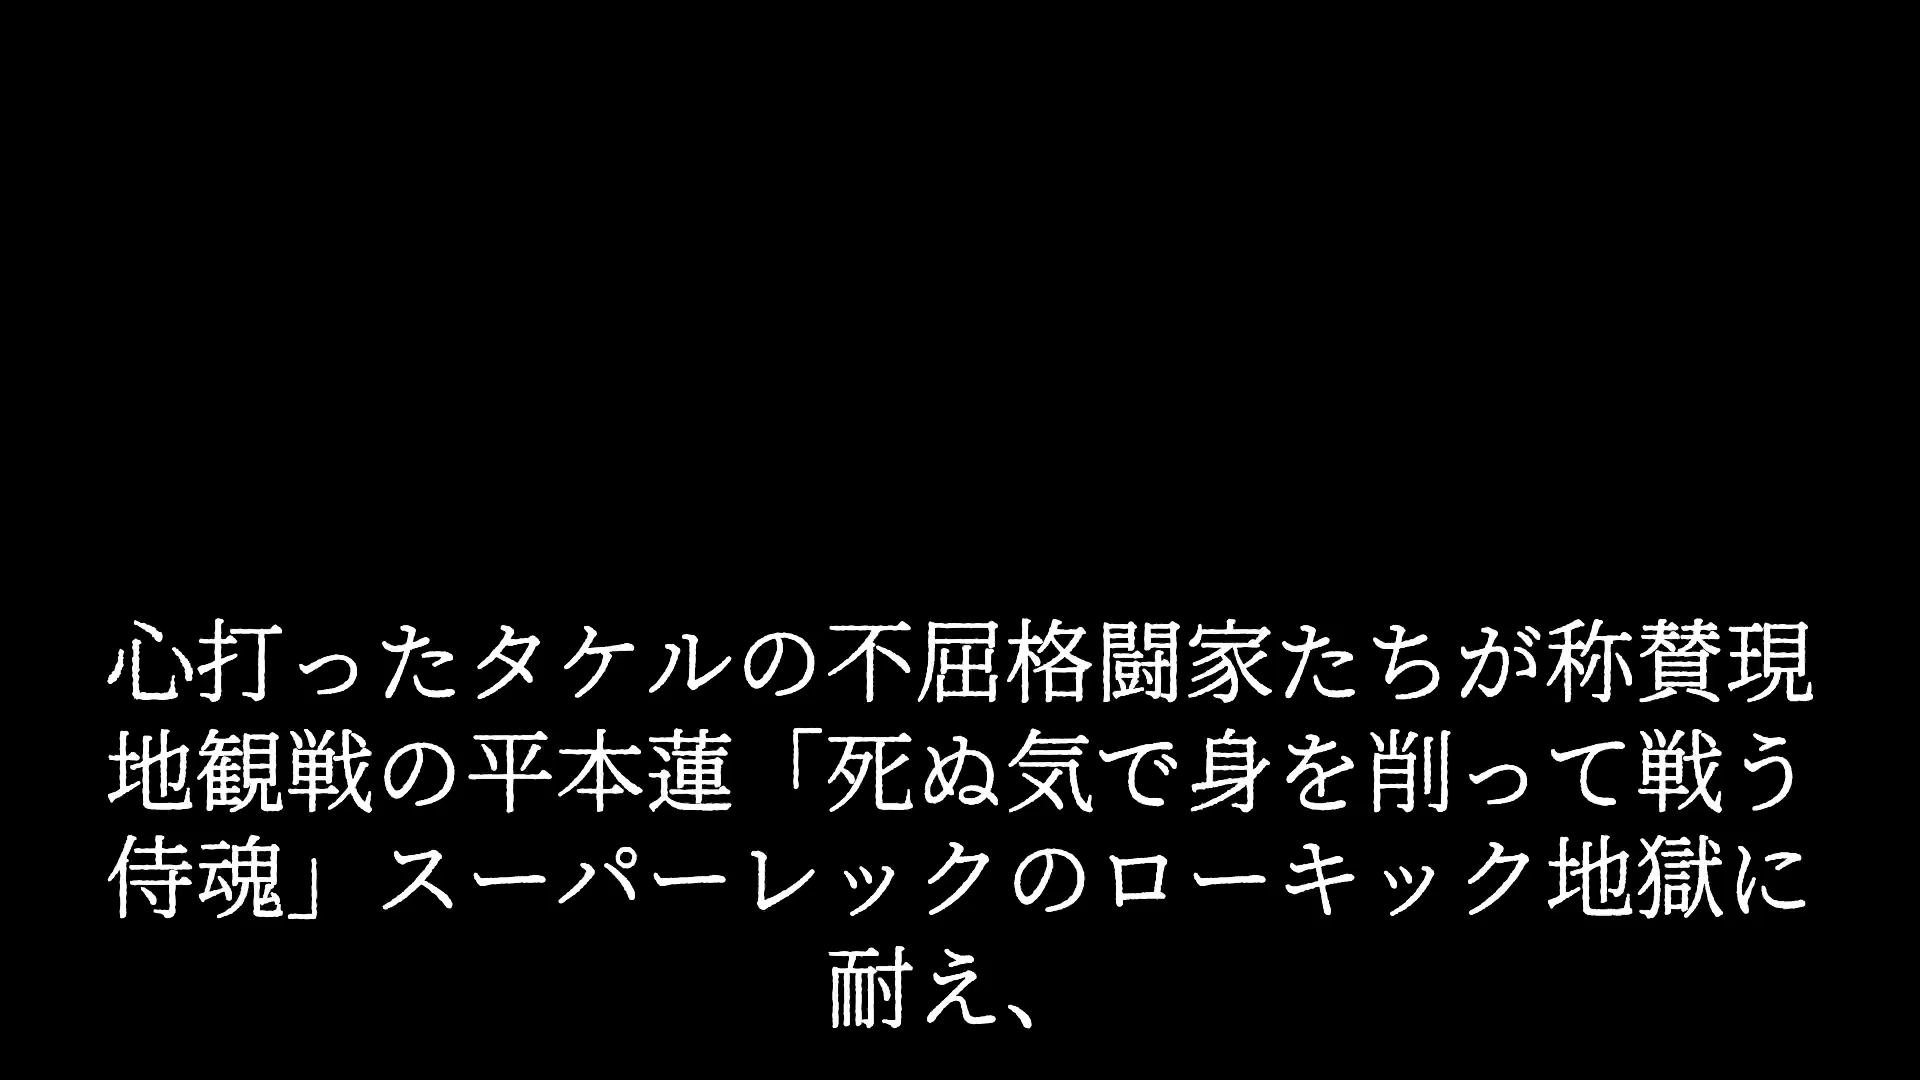 心打ったタケルの不屈格闘家たちが称賛現
地観戦の平本蓮「死ぬ気で身を削って戦う
侍魂」スーパーレックのローキック地獄に
耐え、